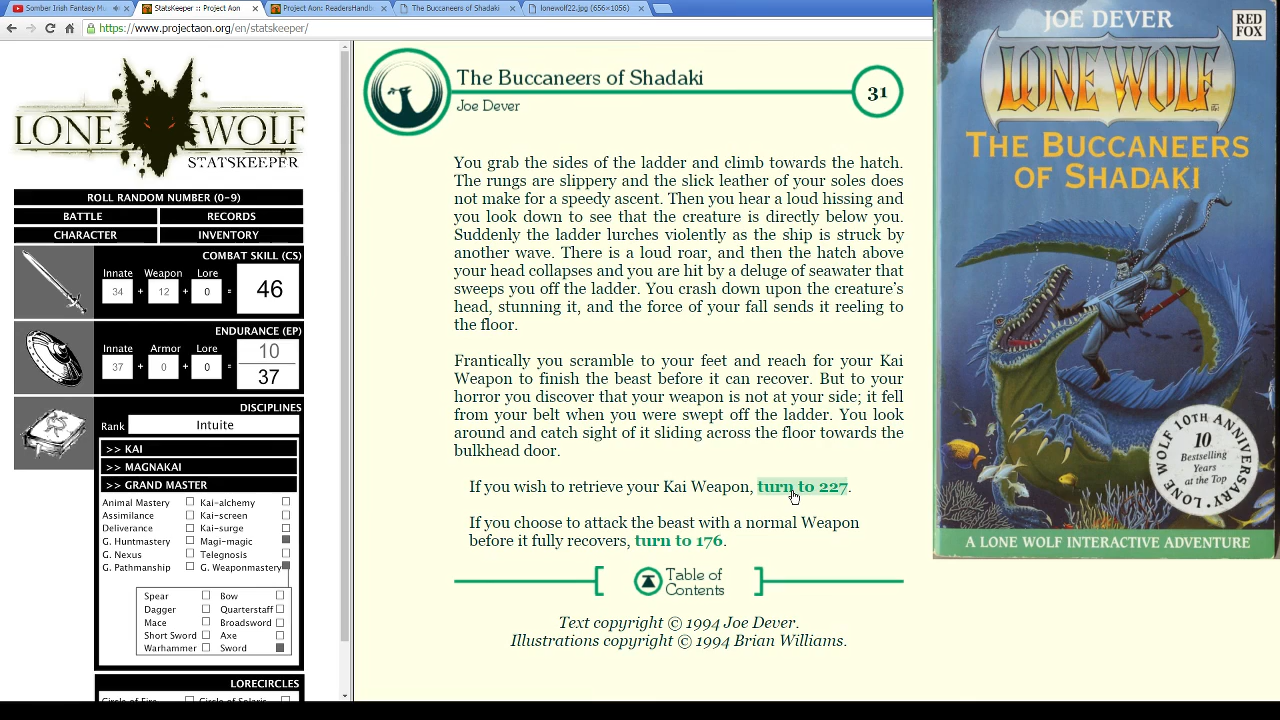 Somber Irish Fantasy Mu
StatsKeeper :: Project Aon
Project Aon: ReadersHandb
The Buccaneers of Shadaki
lonewolf22.jpg (656×1056)
https://www.projectaon.org/en/statskeeper/
LONE WOLF
STATSKEEPER
ROLL RANDOM NUMBER (0-9)
BATTLE RECORDS
CHARACTER INVENTORY
COMBAT SKILL (CS)
Innate Weapon Lore
34 + 12 + 0 = 46
ENDURANCE (EP)
Innate Armor Lore
10
37 + 0 + 0 = 37
DISCIPLINES
Rank Intuite
>> KAI
>> MAGNAKAI
>> GRAND MASTER
Animal Mastery Kai-alchemy
Assimilance Kai-screen
Deliverance Kai-surge
G. Huntmastery Magi-magic
G. Nexus Telegnosis
G. Pathmanship G. Weaponmastery
Spear Bow
Dagger Quarterstaff
Mace Broadsword
Short Sword Axe
Warhammer Sword
LORECIRCLES
Circle of Fire Circle of Solaris
The Buccaneers of Shadaki
Joe Dever
31
You grab the sides of the ladder and climb towards the hatch.
The rungs are slippery and the slick leather of your soles does
not make for a speedy ascent. Then you hear a loud hissing and
you look down to see that the creature is directly below you.
Suddenly the ladder lurches violently as the ship is struck by
another wave. There is a loud roar, and then the hatch above
your head collapses and you are hit by a deluge of seawater that
sweeps you off the ladder. You crash down upon the creature's
head, stunning it, and the force of your fall sends it reeling to
the floor.
Frantically you scramble to your feet and reach for your Kai
Weapon to finish the beast before it can recover. But to your
horror you discover that your weapon is not at your side; it fell
from your belt when you were swept off the ladder. You look
around and catch sight of it sliding across the floor towards the
bulkhead door.
If you wish to retrieve your Kai Weapon, turn to 227.
If you choose to attack the beast with a normal Weapon
before it fully recovers, turn to 176.
Table of
Contents
Text copyright © 1994 Joe Dever.
Illustrations copyright © 1994 Brian Williams.
JOE DEVER
RED
FOX
LONE WOLF
THE BUCCANEERS
OF SHADAKI
LONE WOLF 10TH ANNIVERSARY
10
Bestselling
Years
at the Top
A LONE WOLF INTERACTIVE ADVENTURE